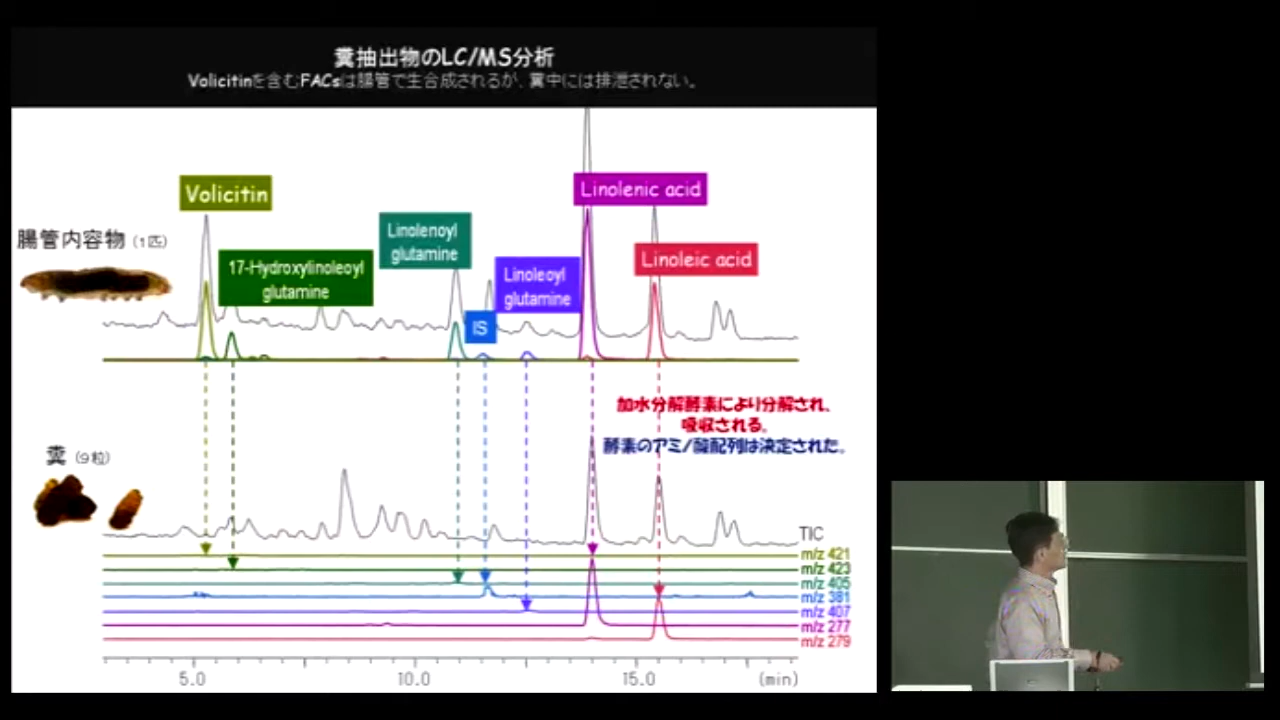 糞抽出物のLC/MS分析
Volicitinを含むFACsは腸管で生合成されるが、糞中には排泄されない。
Volicitin
Linolenic acid
腸管内容物 (1匹)
Linolenoyl
glutamine
17-Hydroxylinoleoyl
glutamine
Linoleoyl
glutamine
Linoleic acid
IS
加水分解酵素により分解され、
吸収される。
酵素のアミノ酸配列は決定された。
糞 (9粒)
TIC
m/z 421
m/z 423
m/z 405
m/z 381
m/z 407
m/z 277
m/z 279
5.0
10.0
15.0
(min)